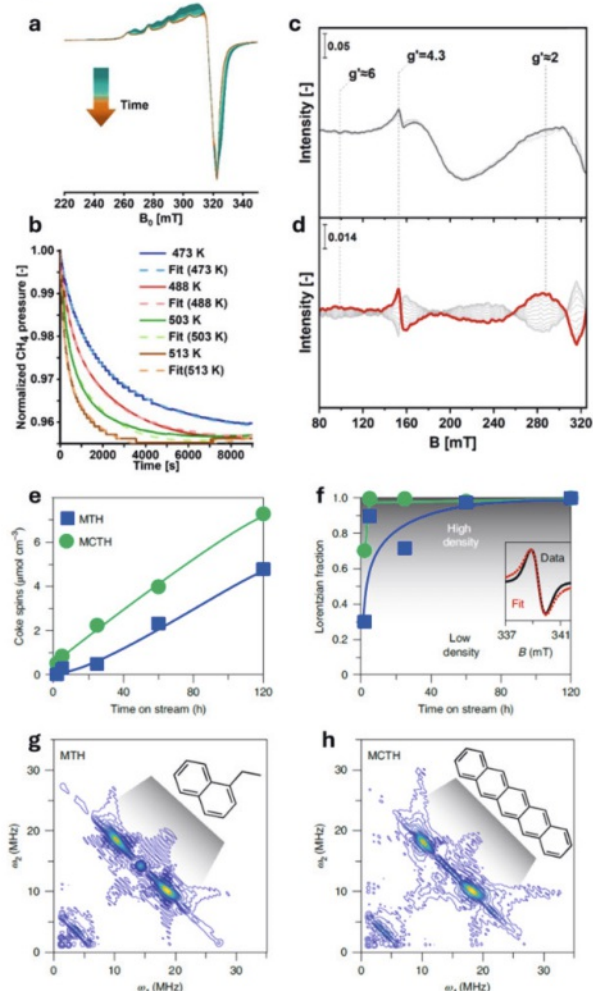 a
Time
220 240 260 280 300 320 340
B₀ [mT]
b
Normalized CH₄ pressure [-]
1.00
0.99
0.98
0.97
0.96
473 K
Fit (473 K)
488 K
Fit (488 K)
503 K
Fit (503 K)
513 K
Fit(513 K)
0 2000 4000 6000 8000
Time [s]
c
0.05
g'≈6
g'=4.3
g'≈2
Intensity [-]
d
0.014
Intensity [-]
80 120 160 200 240 280 320
B [mT]
e
MTH
MCTH
Coke spins (μmol cm⁻³)
8
6
4
2
0
0 40 80 120
Time on stream (h)
f
Lorentzian fraction
1.0
0.8
0.6
0.4
0.2
0
High
density
Low
density
Data
Fit
337 341
B (mT)
0 40 80 120
Time on stream (h)
g
MTH
ω₂ (MHz)
30
20
10
0
0 10 20 30
h
MCTH
ω₂ (MHz)
30
20
10
0
0 10 20 30